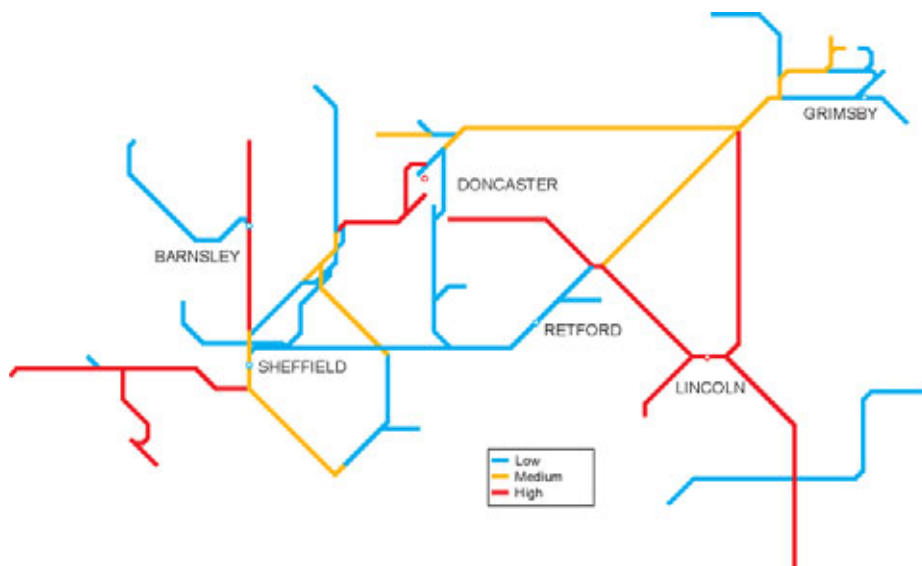 GRIMSBY
DONCASTER
BARNSLEY
RETFORD
SHEFFIELD
LINCOLN
Low
Medium
High